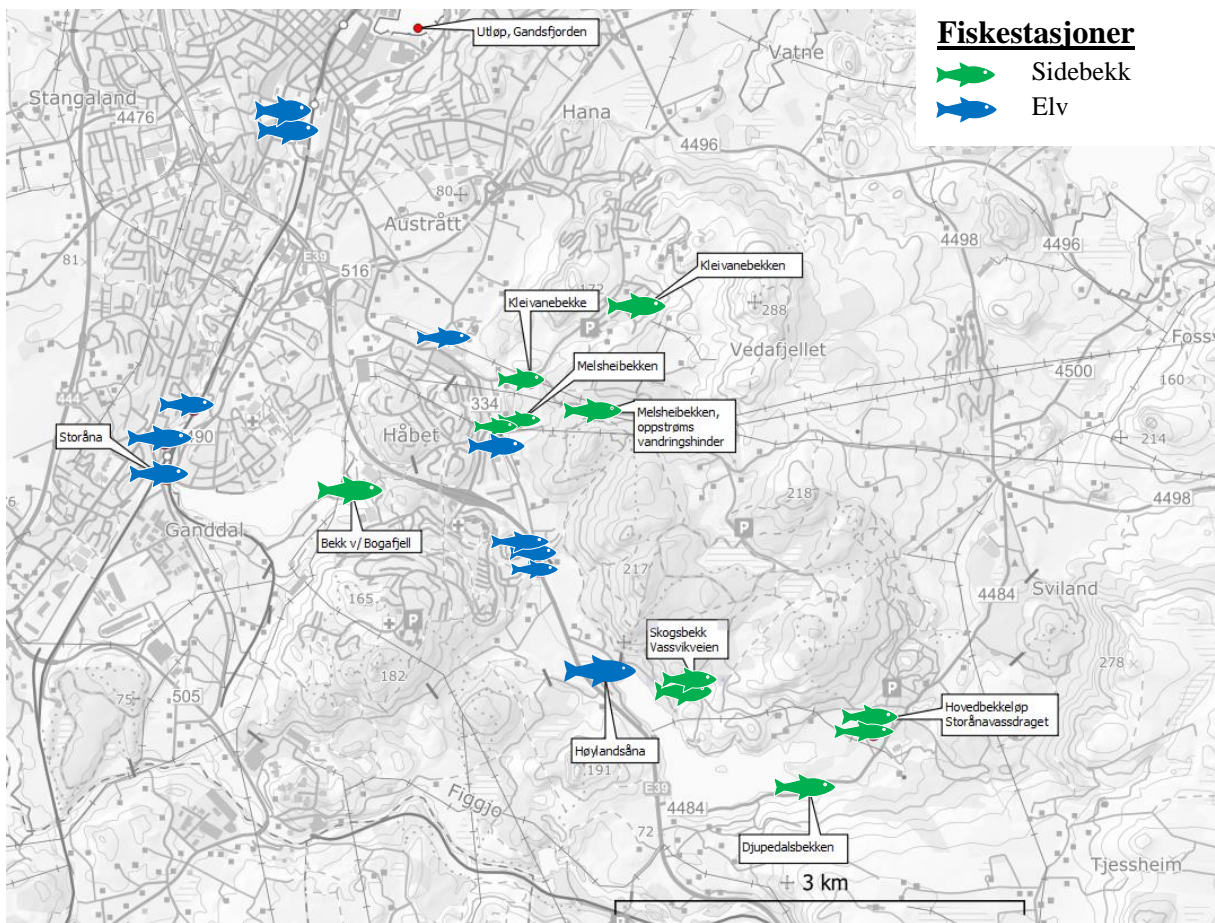 Fiskestasjoner
Sidebekk
Elv
Utløp, Gandsfjorden
Vatne
Stangaland
4476
Hana
4496
80
Austrått
4498
4496
81
E39
516
Kleivanebekken
172
P
288
Kleivanebekke
Vedafjellet
Melsheibekken
4500
160
444
334
Melsheibekken,
oppstrøms
vandringshinder
490
Håbet
214
Storåna
4498
218
Ganddal
P
Bekk v/ Bogafjell
217
4484
Sviland
165
P
Skogsbekk
Vassvikveien
278
182
75
505
P
Hovedbekkeløp
Storånavassdraget
Høylandsåna
191
E39
4484
Figgjo
72
Djupedalsbekken
Tjessheim
3 km
P